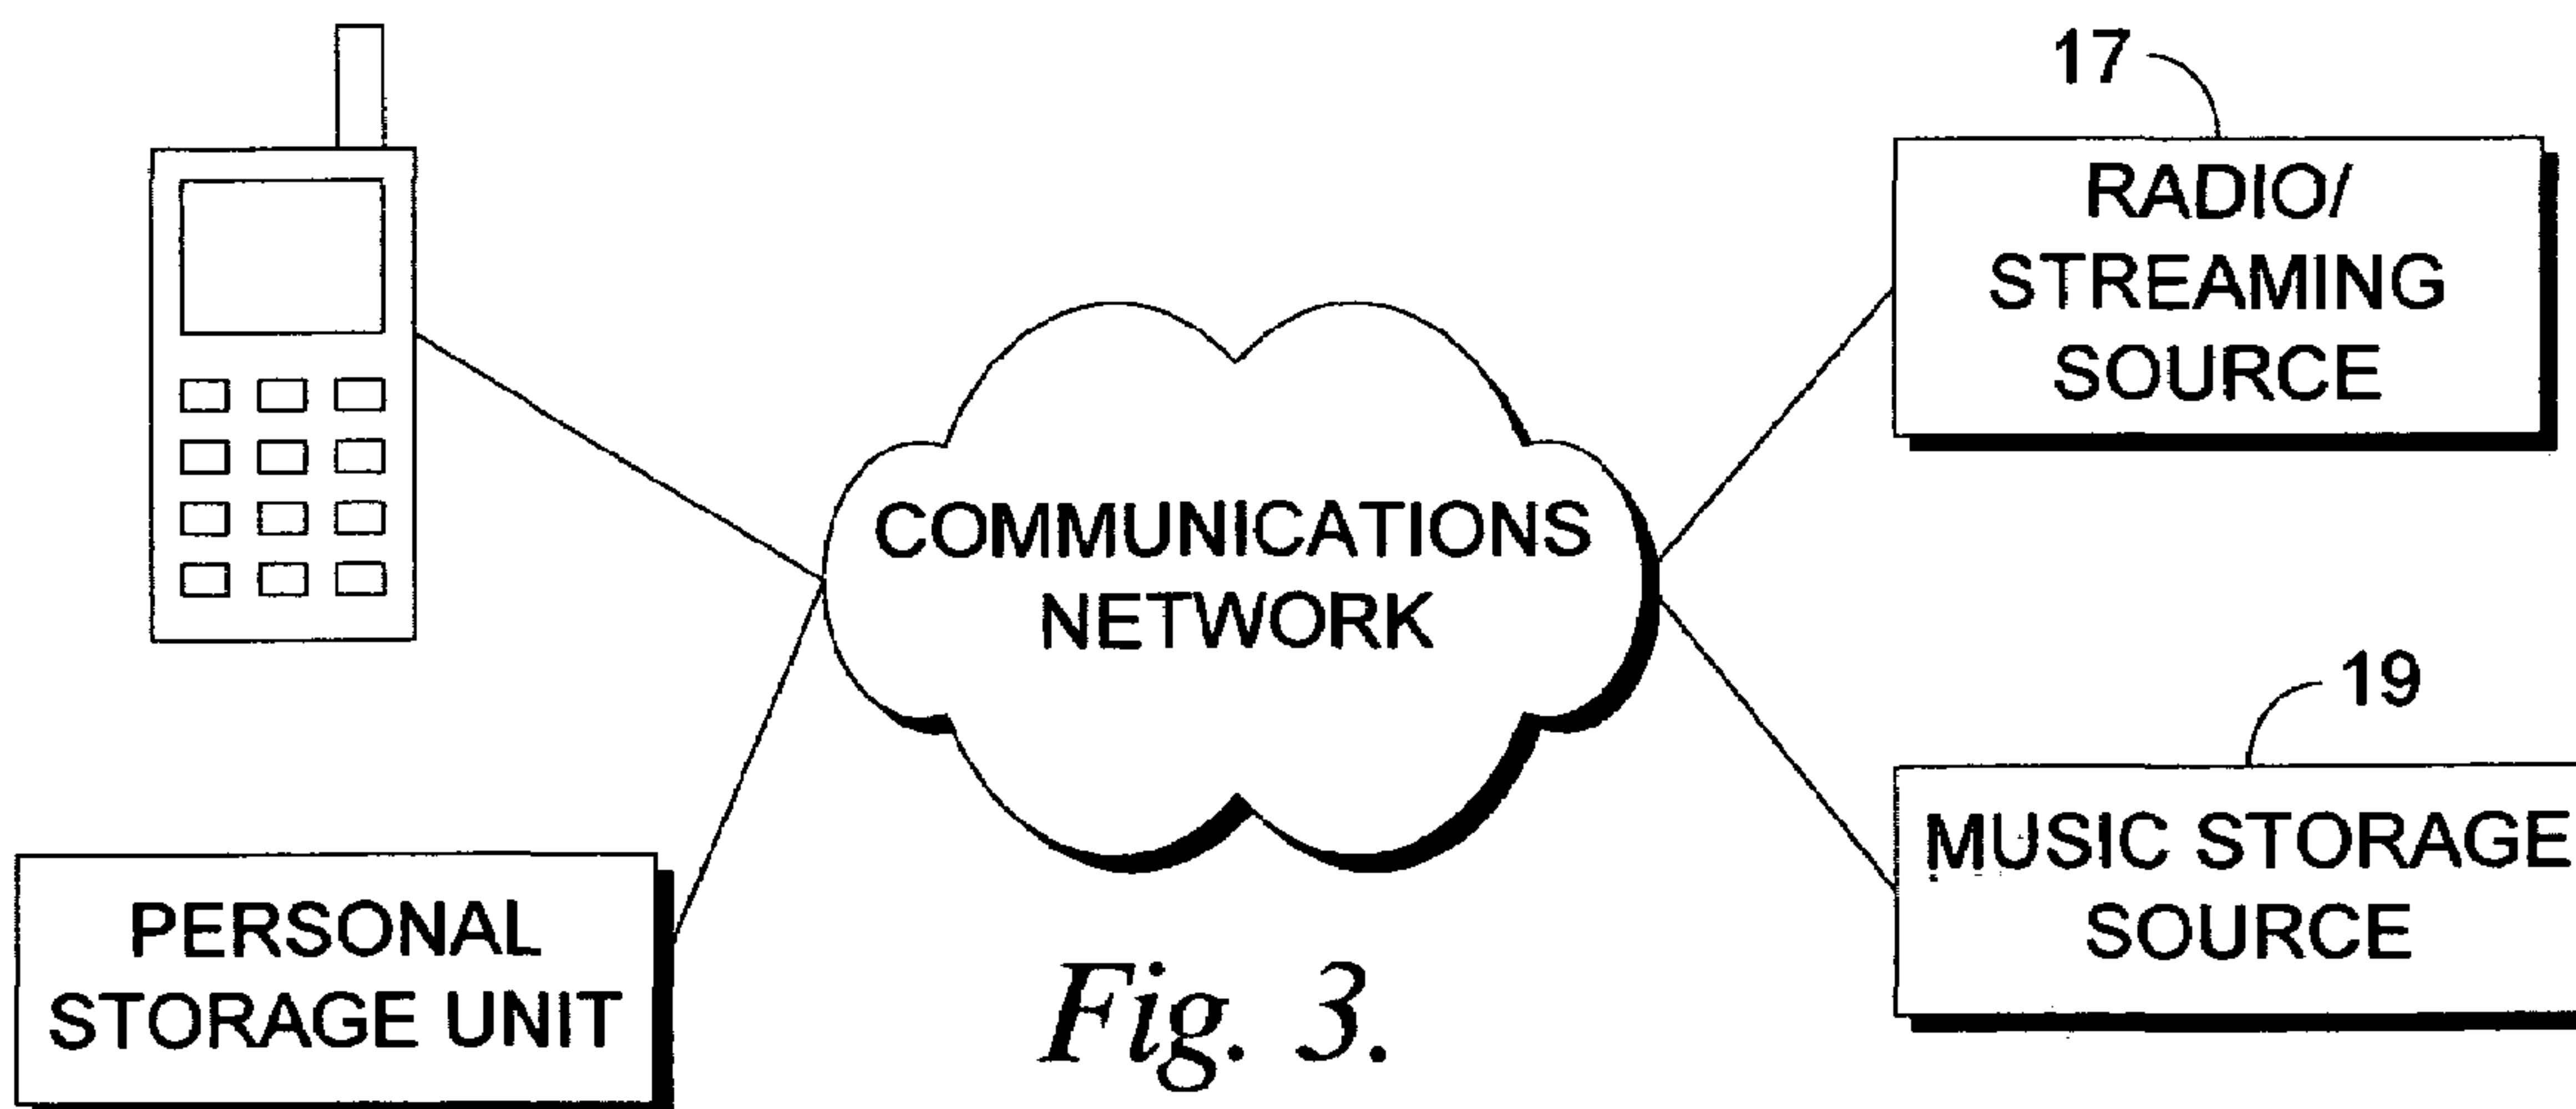 17
RADIO/
STREAMING
SOURCE
COMMUNICATIONS
NETWORK
19
MUSIC STORAGE
SOURCE
PERSONAL
STORAGE UNIT
Fig. 3.